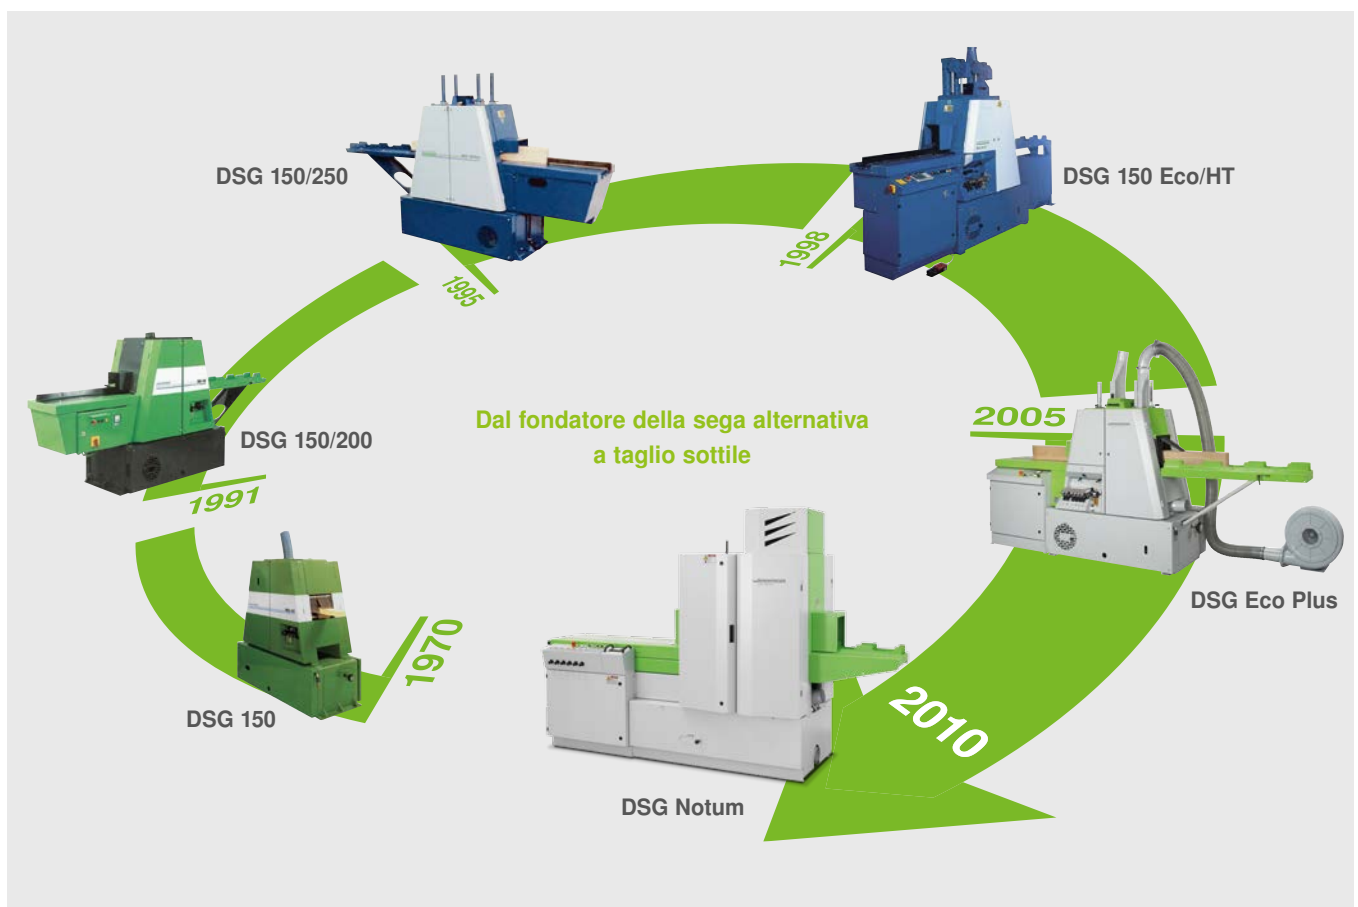 DSG 150/250
DSG 150 Eco/HT
1995
1998
DSG 150/200
Dal fondatore della sega alternativa
a taglio sottile
2005
1991
DSG Eco Plus
1970
DSG 150
2010
DSG Notum